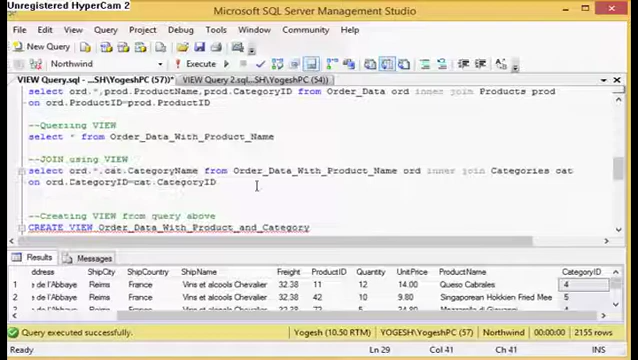 Unregistered HyperCam 2
Microsoft SQL Server Management Studio
File Edit View Query Project Debug Tools Window Community Help
New Query
Northwind Execute
VIEW Query.sql - ...SH\YogeshPC (57))* VIEW Query 2.sql...SH\YogeshPC (54))
select ord.*,prod.ProductName,prod.CategoryID from Order_Data ord inner join Products prod
on ord.ProductID=prod.ProductID
--Querying VIEW
select * from Order_Data_With_Product_Name
--JOIN using VIEW
select ord.*,cat.CategoryName from Order_Data_With_Product_Name ord inner join Categories cat
on ord.CategoryID=cat.CategoryID
--Creating VIEW from query above
CREATE VIEW Order_Data_With_Product_and_Category
Results Messages
ddress ShipCity ShipCountry ShipName Freight ProductID Quantity UnitPrice ProductName CategoryID
1 e de l'Abbaye Reims France Vins et alcools Chevalier 32.38 11 12 14.00 Queso Cabrales 4
2 e de l'Abbaye Reims France Vins et alcools Chevalier 32.38 42 10 9.80 Singaporean Hokkien Fried Mee 5
Query executed successfully. Yogesh (10.50 RTM) YOGESH\YogeshPC (57) Northwind 00:00:00 2155 rows
Ln 29 Col 41 Ch 41 INS